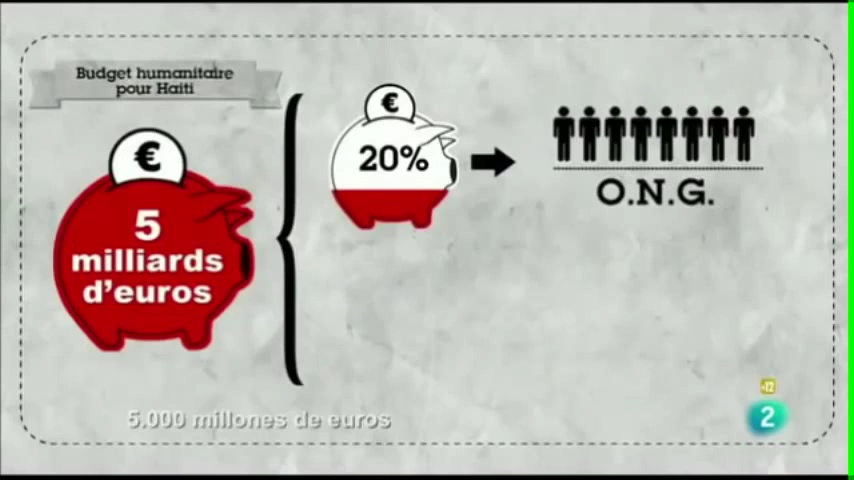 Budget humanitaire
pour Haiti
€
5
milliards
d'euros
€
20%
O.N.G.
5.000 millones de euros
+12
2